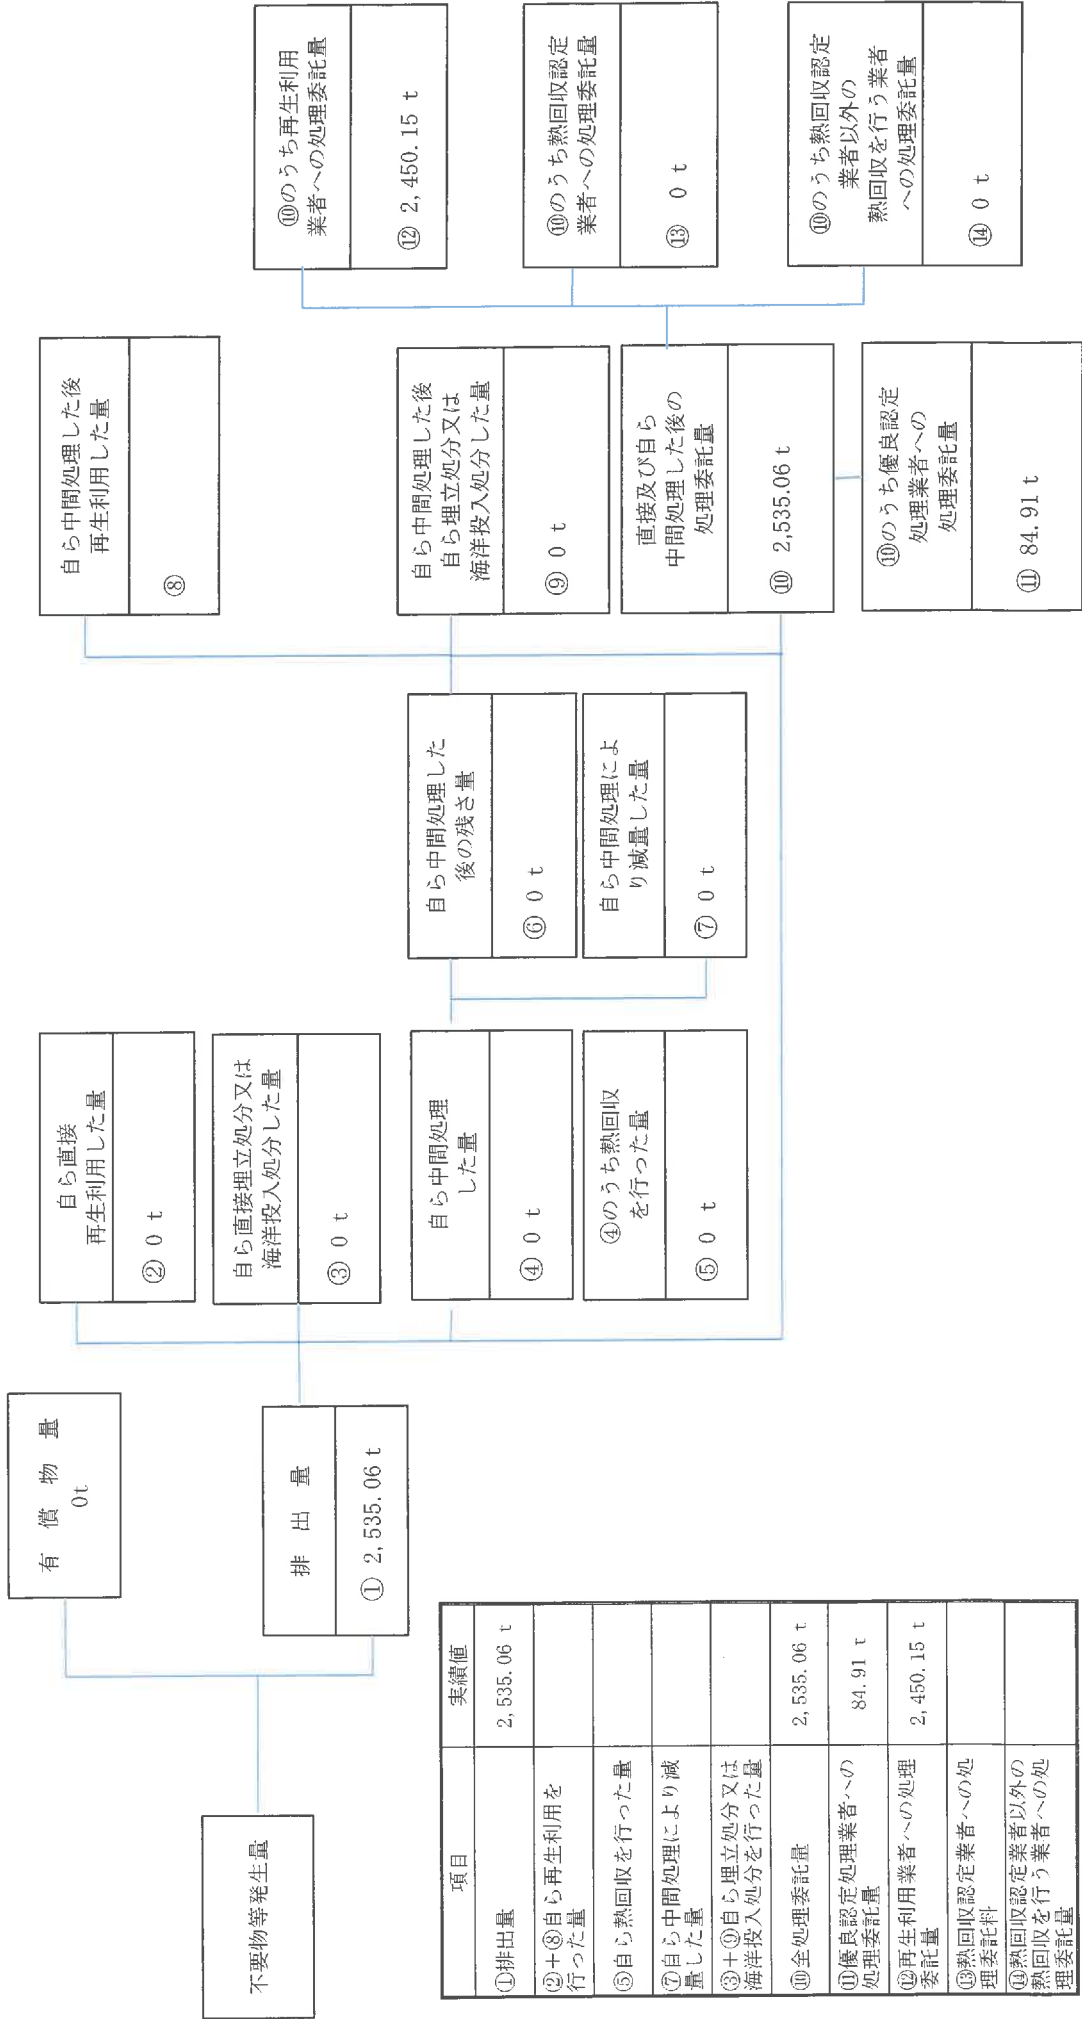 不要物等発生量
有償物量
0t
排出量
① 2,535.06 t
自ら直接
再生利用した量
② 0 t
自ら直接埋立処分又は
海洋投入処分した量
③ 0 t
自ら中間処理
した量
④ 0 t
④のうち熱回収
を行った量
⑤ 0 t
自ら中間処理した
後の残さ量
⑥ 0 t
自ら中間処理によ
り減量した量
⑦ 0 t
自ら中間処理した後
再生利用した量
⑧
自ら中間処理した後
自ら埋立処分又は
海洋投入処分した量
⑨ 0 t
直接及び自ら
中間処理した後の
処理委託量
⑩ 2,535.06 t
⑩のうち優良認定
処理業者への
処理委託量
⑪ 84.91 t
⑩のうち再生利用
業者への処理委託量
⑫ 2,450.15 t
⑩のうち熱回収認定
業者への処理委託量
⑬ 0 t
⑩のうち熱回収認定
業者以外の
熱回収を行う業者
への処理委託量
⑭ 0 t
項目 実績値
①排出量 2,535.06 t
②+⑧自ら再生利用を
行った量
⑤自ら熱回収を行った量
⑦自ら中間処理により減
量した量
③+⑨自ら埋立処分又は
海洋投入処分を行った量
⑩全処理委託量 2,535.06 t
⑪優良認定処理業者への
処理委託量 84.91 t
⑫再生利用業者への処理
委託量 2,450.15 t
⑬熱回収認定業者への処
理委託料
⑭熱回収認定業者以外の
熱回収を行う業者への処
理委託量